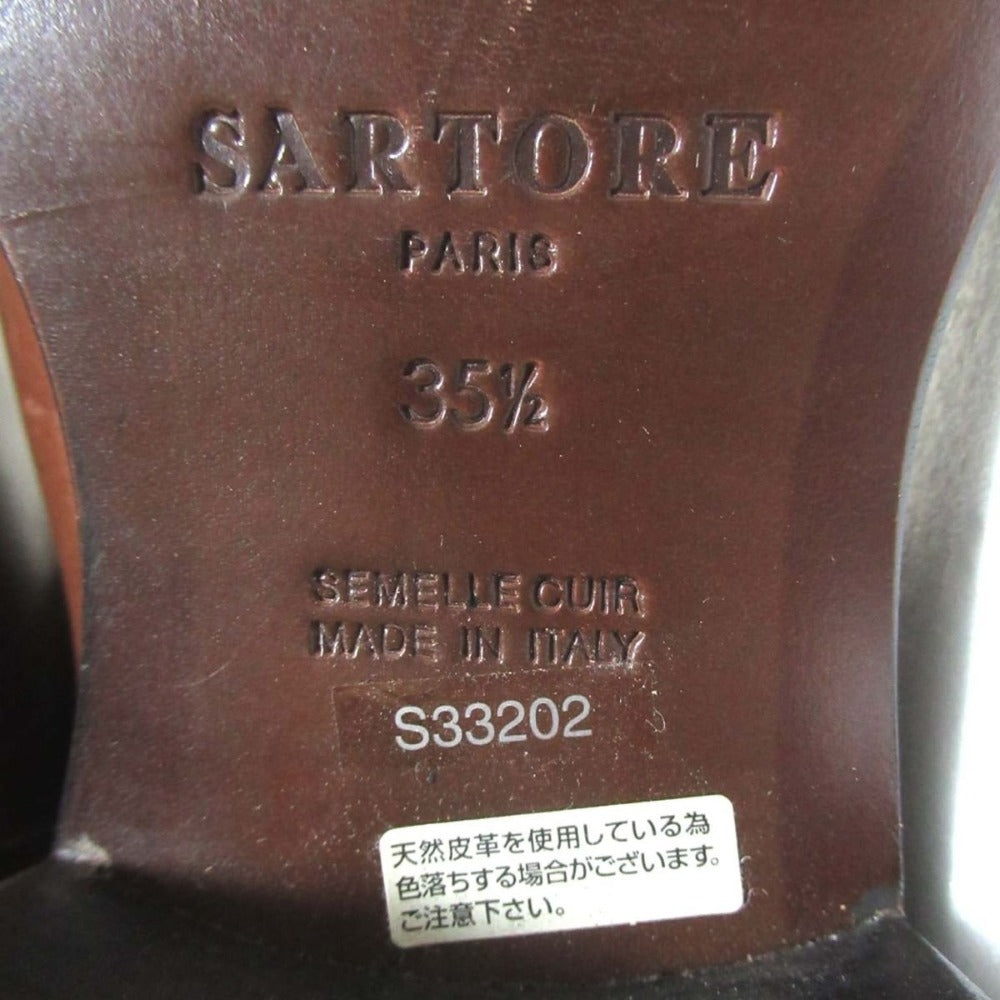 SARTORE
PARIS
35½
SEMELLE CUIR
MADE IN ITALY
S33202
天然皮革を使用している為
色落ちする場合がございます。
ご注意下さい。